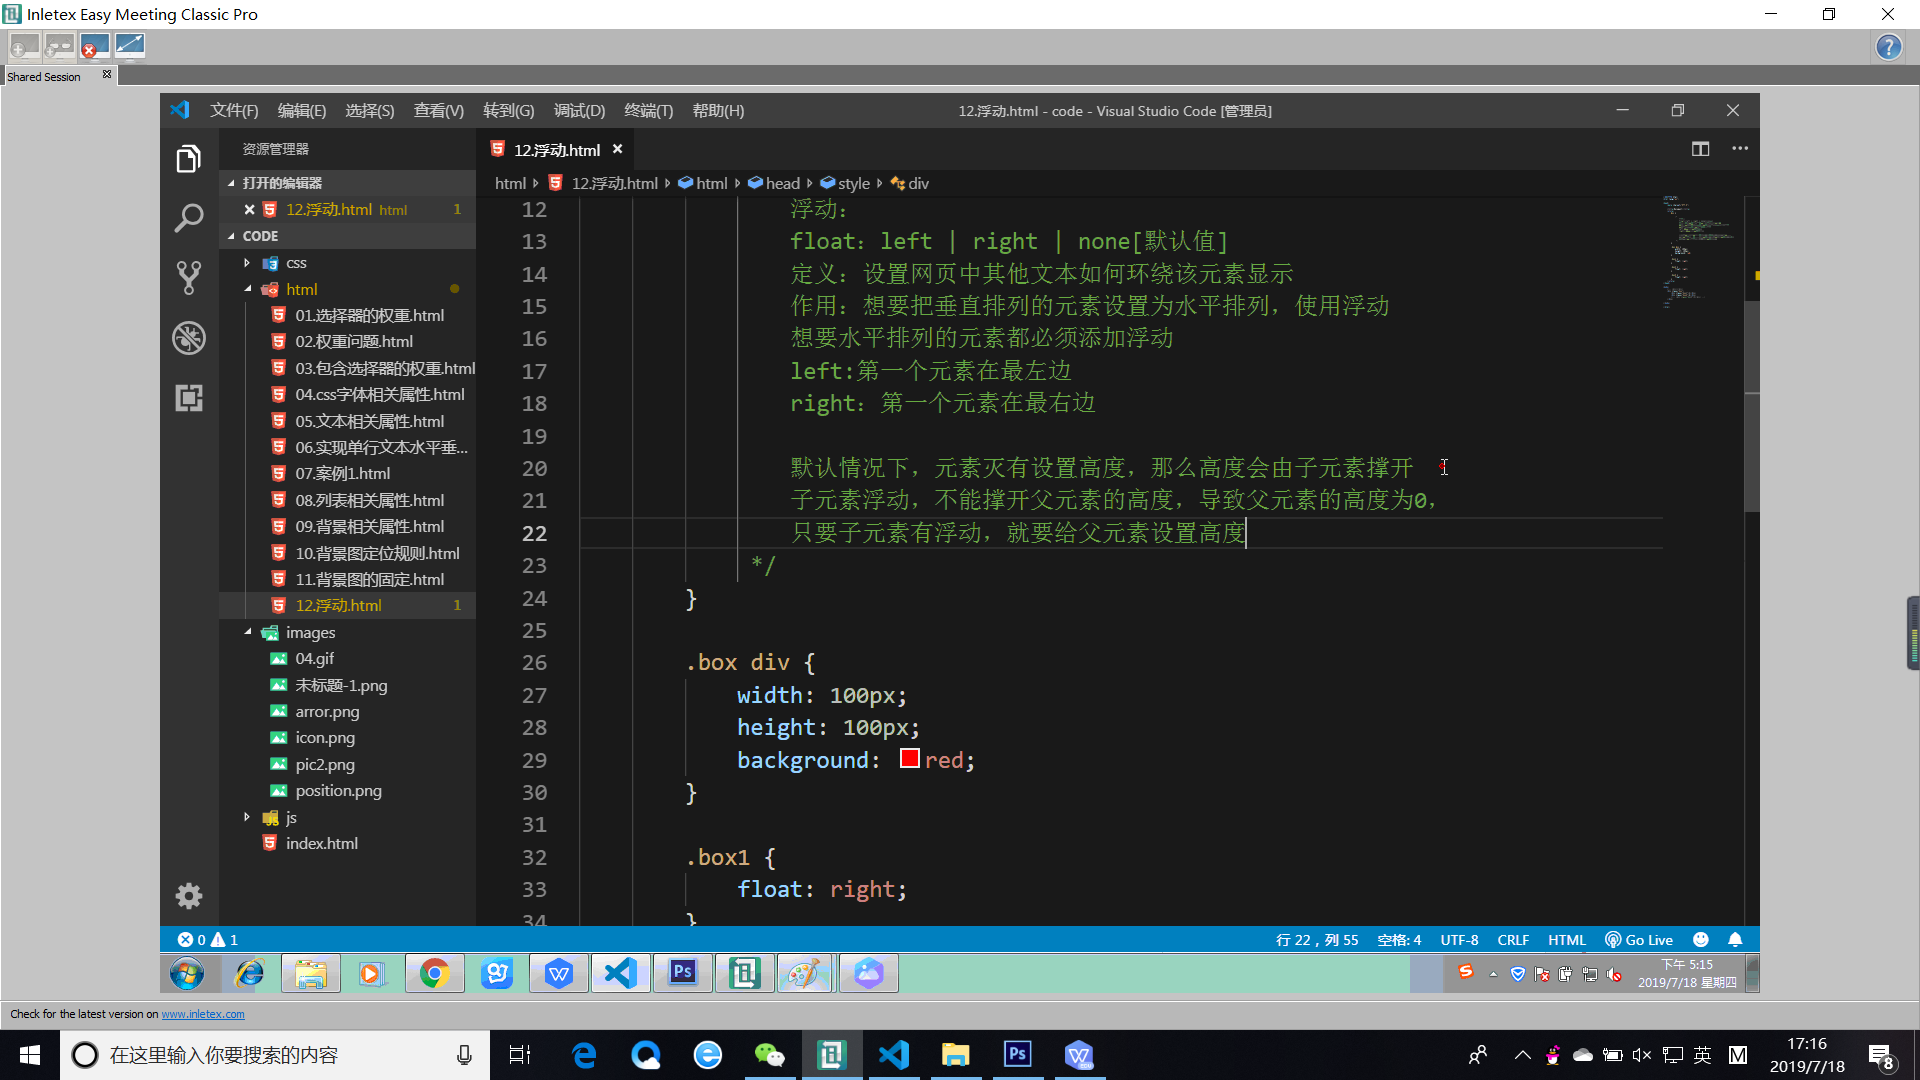 Inletex Easy Meeting Classic Pro
Shared Session
文件(F) 编辑(E) 选择(S) 查看(V) 转到(G) 调试(D) 终端(T) 帮助(H)
12.浮动.html - code - Visual Studio Code [管理员]
资源管理器
12.浮动.html
打开的编辑器
12.浮动.html html 1
CODE
css
html
01.选择器的权重.html
02.权重问题.html
03.包含选择器的权重.html
04.css字体相关属性.html
05.文本相关属性.html
06.实现单行文本水平垂...
07.案例1.html
08.列表相关属性.html
09.背景相关属性.html
10.背景图定位规则.html
11.背景图的固定.html
12.浮动.html 1
images
04.gif
未标题-1.png
arror.png
icon.png
pic2.png
position.png
js
index.html
html 12.浮动.html html head style div
12 浮动：
13 float：left | right | none[默认值]
14 定义：设置网页中其他文本如何环绕该元素显示
15 作用：想要把垂直排列的元素设置为水平排列，使用浮动
16 想要水平排列的元素都必须添加浮动
17 left:第一个元素在最左边
18 right：第一个元素在最右边
19
20 默认情况下，元素灭有设置高度，那么高度会由子元素撑开
21 子元素浮动，不能撑开父元素的高度，导致父元素的高度为0，
22 只要子元素有浮动，就要给父元素设置高度
23 */
24 }
25
26 .box div {
27 width: 100px;
28 height: 100px;
29 background: red;
30 }
31
32 .box1 {
33 float: right;
34 }
0 1
行 22，列 55 空格: 4 UTF-8 CRLF HTML Go Live
下午 5:15
2019/7/18 星期四
Check for the latest version on www.inletex.com
在这里输入你要搜索的内容
英
17:16
2019/7/18
8